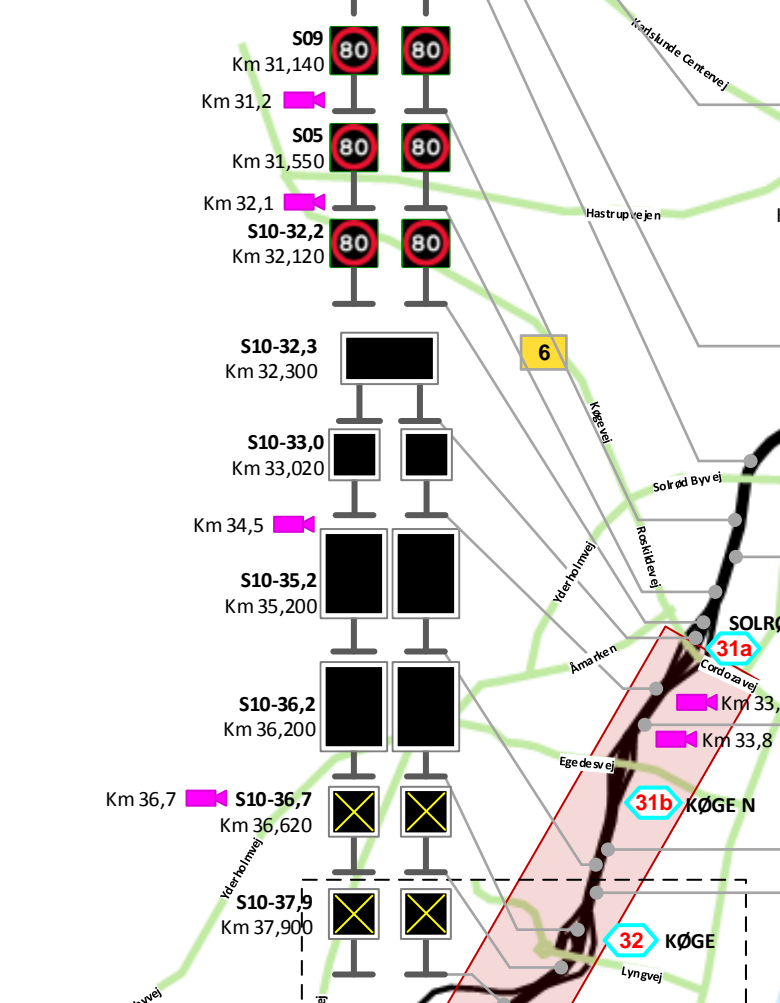 S09
Km 31,140
80
80
Km 31,2
S05
Km 31,550
80
80
Km 32,1
S10-32,2
Km 32,120
80
80
S10-32,3
Km 32,300
S10-33,0
Km 33,020
Km 34,5
S10-35,2
Km 35,200
S10-36,2
Km 36,200
Km 36,7
S10-36,7
Km 36,620
S10-37,9
Km 37,900
Karlslunde Centervej
Hastrupvejen
6
Køgevej
Solrød Byvej
Roskildevej
Yderholmvej
Åmarken
SOLRØ
31a
Cordozavej
Km 33,
Km 33,8
Egedesvej
31b
KØGE N
Yderholmvej
32
KØGE
Lyngvej